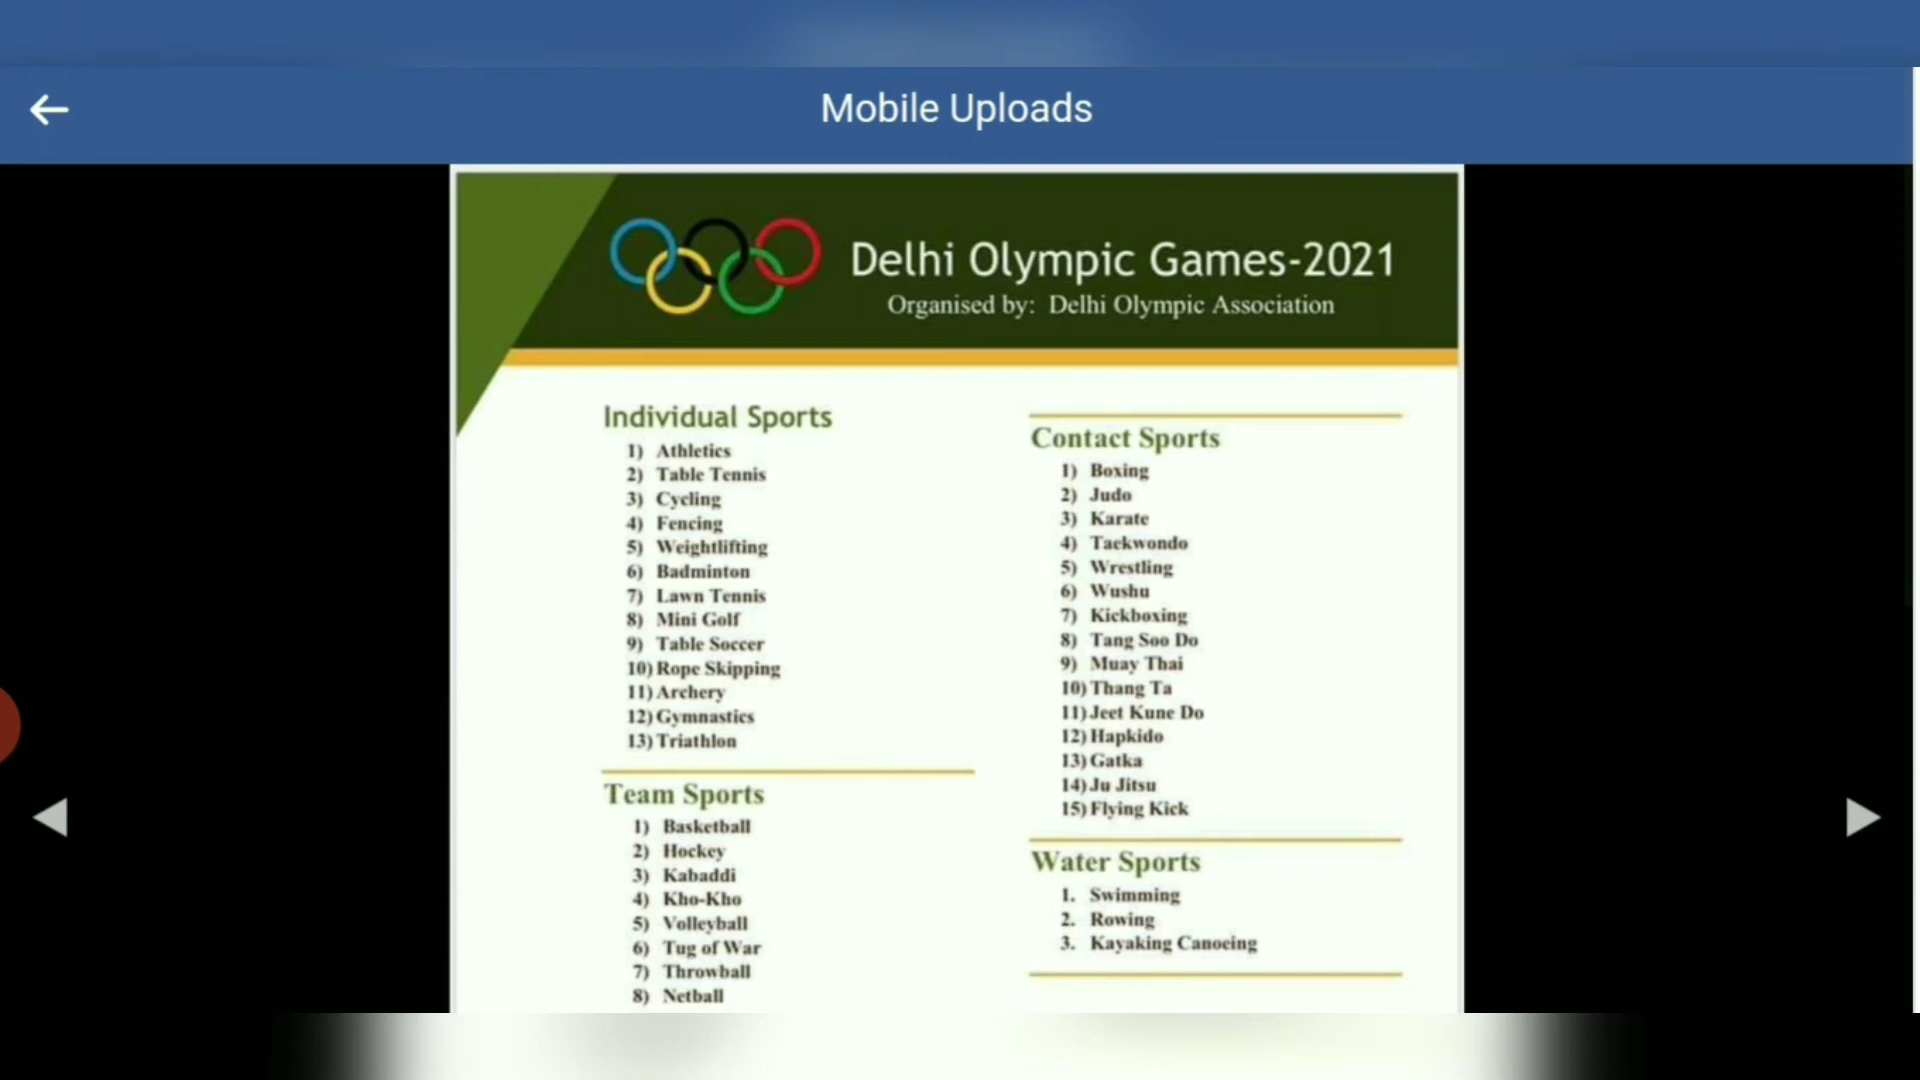 Mobile Uploads
Delhi Olympic Games-2021
Organised by: Delhi Olympic Association
Individual Sports
1) Athletics
2) Table Tennis
3) Cycling
4) Fencing
5) Weightlifting
6) Badminton
7) Lawn Tennis
8) Mini Golf
9) Table Soccer
10) Rope Skipping
11) Archery
12) Gymnastics
13) Triathlon
Team Sports
1) Basketball
2) Hockey
3) Kabaddi
4) Kho-Kho
5) Volleyball
6) Tug of War
7) Throwball
8) Netball
Contact Sports
1) Boxing
2) Judo
3) Karate
4) Taekwondo
5) Wrestling
6) Wushu
7) Kickboxing
8) Tang Soo Do
9) Muay Thai
10) Thang Ta
11) Jeet Kune Do
12) Hapkido
13) Gatka
14) Ju Jitsu
15) Flying Kick
Water Sports
1. Swimming
2. Rowing
3. Kayaking Canoeing